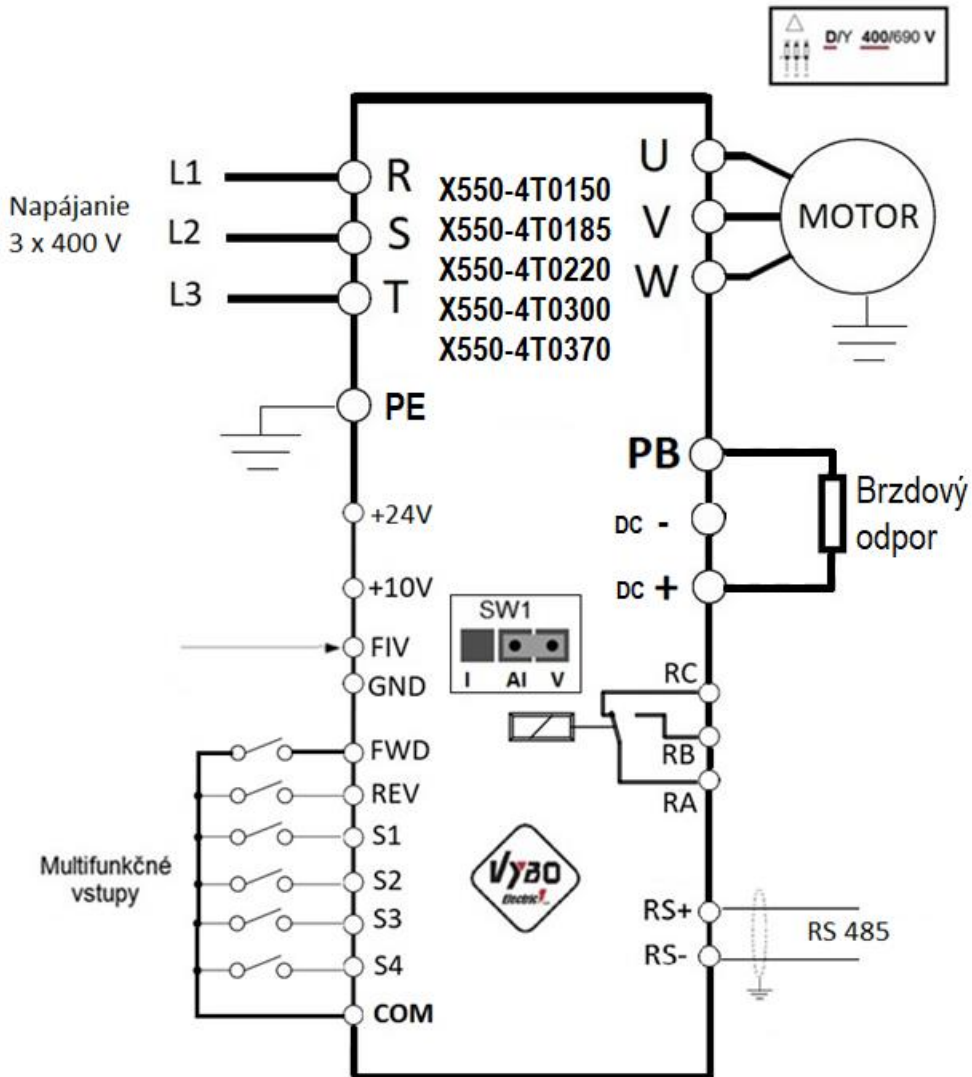 D/Y 400/690 V
Napájanie
3 x 400 V
L1
L2
L3
R
S
T
PE
X550-4T0150
X550-4T0185
X550-4T0220
X550-4T0300
X550-4T0370
U
V
W
MOTOR
PB
DC -
DC +
Brzdový
odpor
+24V
+10V
FIV
GND
SW1
I AI V
RC
RB
RA
FWD
REV
S1
S2
S3
S4
COM
Multifunkčné
vstupy
VYBO
Electric
RS+
RS-
RS 485